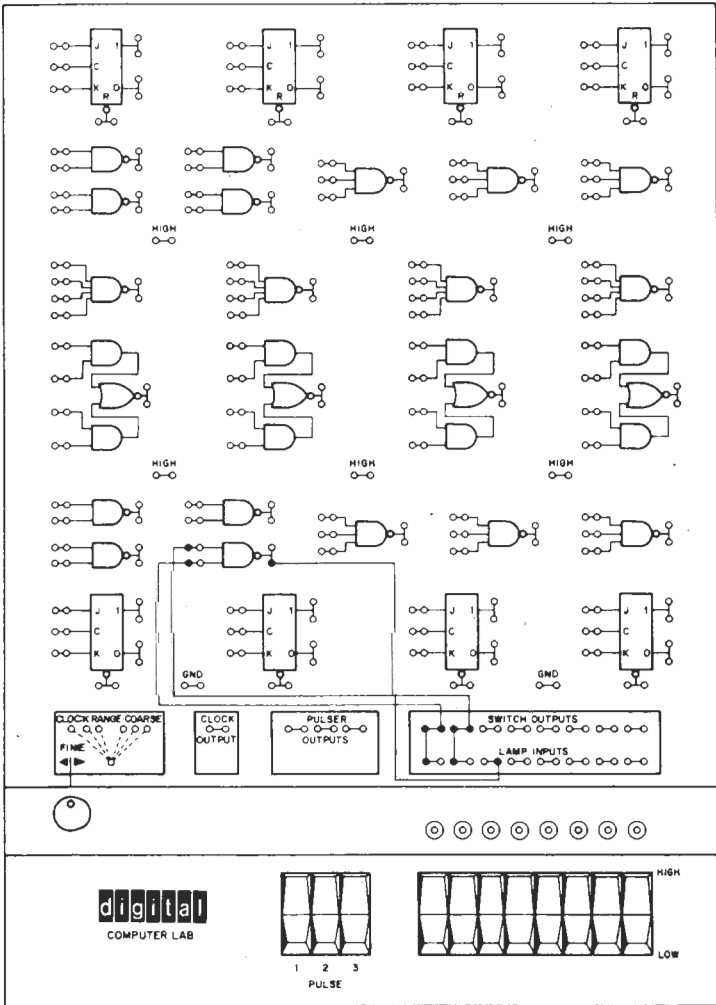 J 1 J 1 J 1 J 1
C C C C
K 0 K 0 K 0 K 0
R R R R
HIGH HIGH HIGH
HIGH HIGH HIGH
J 1 J 1 J 1 J 1
C C C C
K 0 K 0 K 0 K 0
GND GND
CLOCK RANGE-COARSE
FINE
CLOCK
OUTPUT
PULSER
OUTPUTS
SWITCH OUTPUTS
LAMP INPUTS
digital
COMPUTER LAB
1 2 3
PULSE
HIGH
LOW